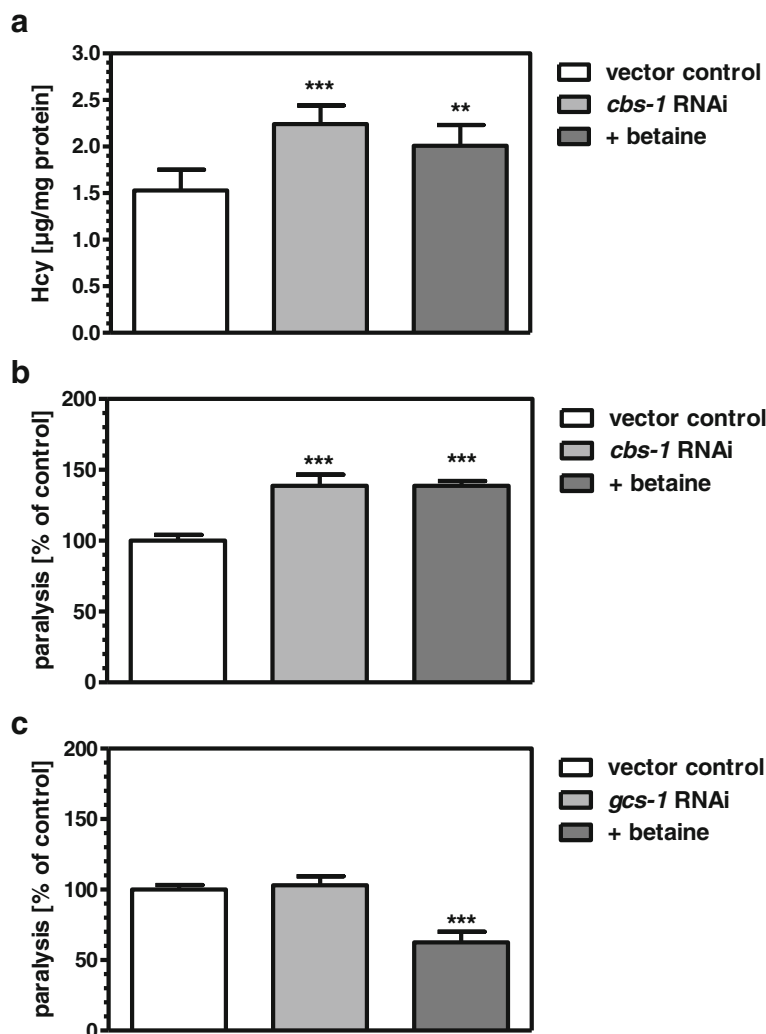 a
Hcy [µg/mg protein]
3.0
2.5
2.0
1.5
1.0
0.5
0.0
***
**
vector control
cbs-1 RNAi
+ betaine
b
paralysis [% of control]
200
150
100
50
0
***
***
vector control
cbs-1 RNAi
+ betaine
c
paralysis [% of control]
200
150
100
50
0
***
vector control
gcs-1 RNAi
+ betaine